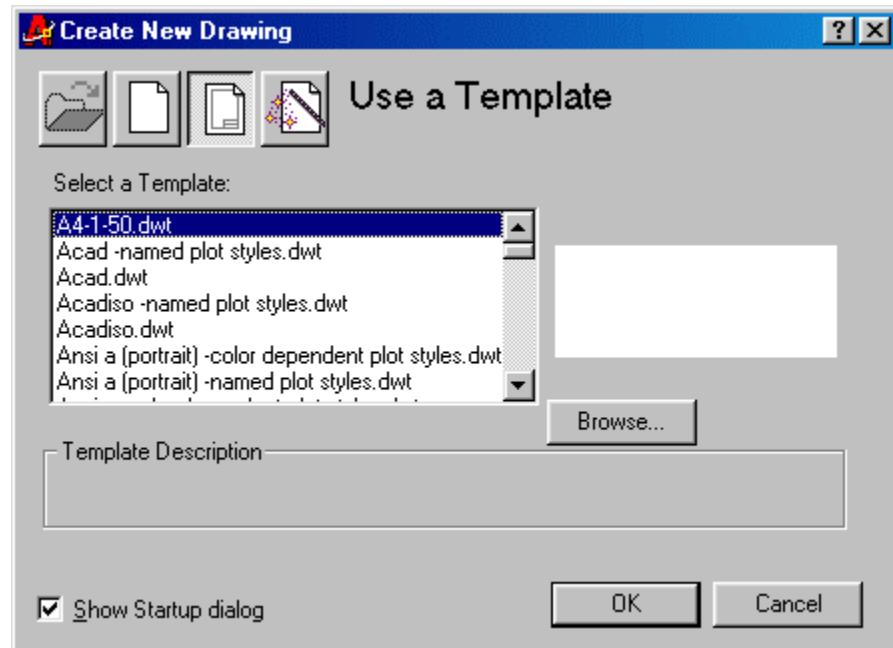 Create New Drawing
Use a Template
Select a Template:
A4-1-50.dwt
Acad -named plot styles.dwt
Acad.dwt
Acadiso -named plot styles.dwt
Acadiso.dwt
Ansi a (portrait) -color dependent plot styles.dwt
Ansi a (portrait) -named plot styles.dwt
Browse...
Template Description
Show Startup dialog
OK
Cancel